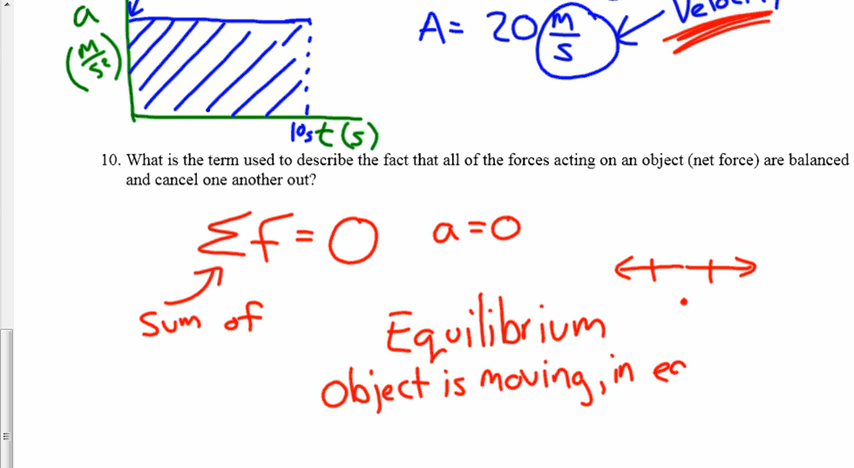 a
(m/s²)
10s t(s)
A = 20 m/s
10. What is the term used to describe the fact that all of the forces acting on an object (net force) are balanced
and cancel one another out?
Σf = 0 a = 0
Sum of
Equilibrium
Object is moving, in